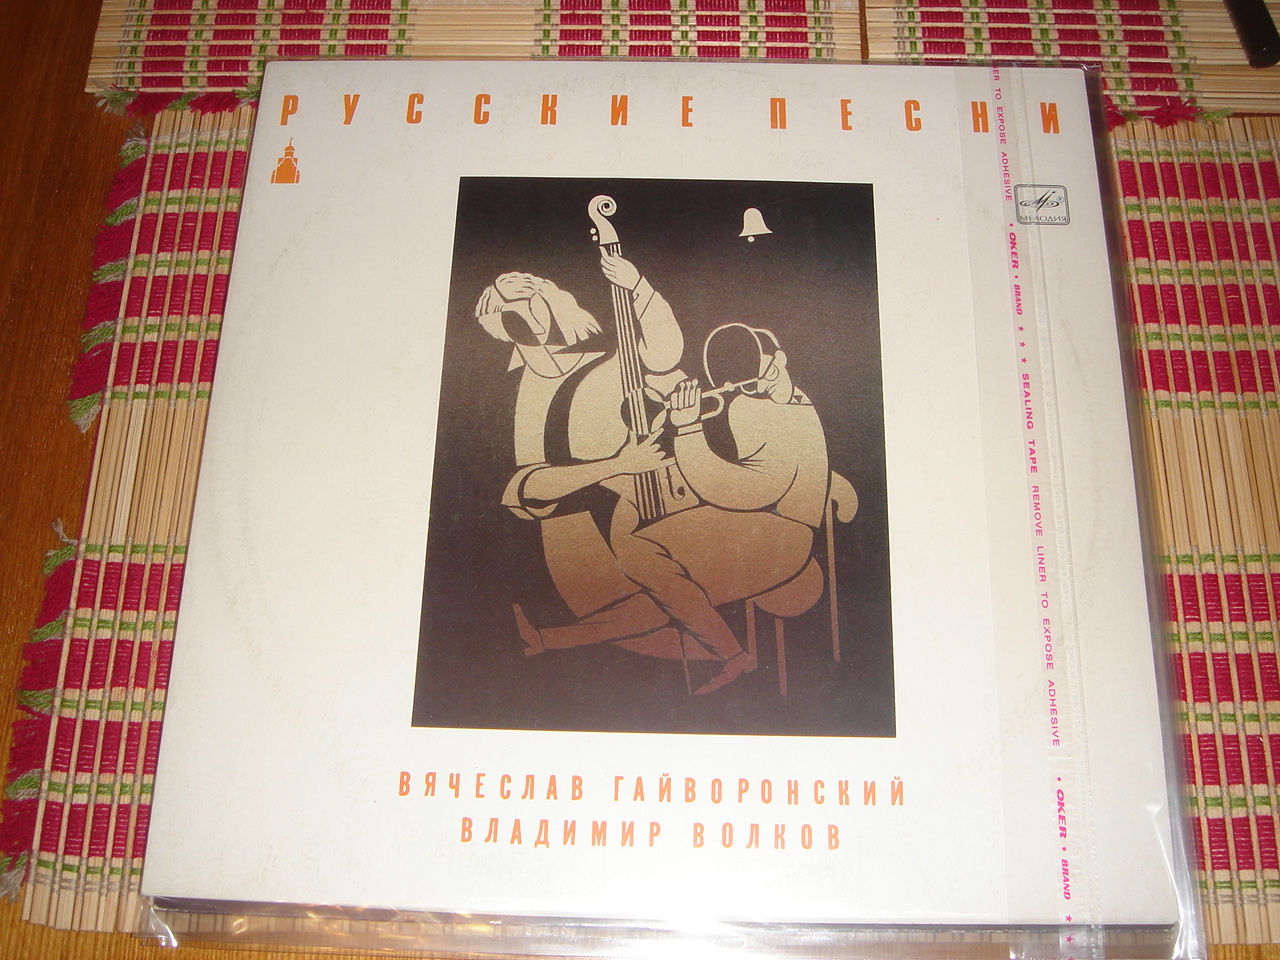 РУССКИЕ ПЕСНИ
МЕЛОДИЯ
ВЯЧЕСЛАВ ГАЙВОРОНСКИЙ
ВЛАДИМИР ВОЛКОВ
TO EXPOSE ADHESIVE • OKER • BRAND ★ ★ ★ SEALING TAPE REMOVE LINER TO EXPOSE ADHESIVE • OKER • BRAND ★ ★